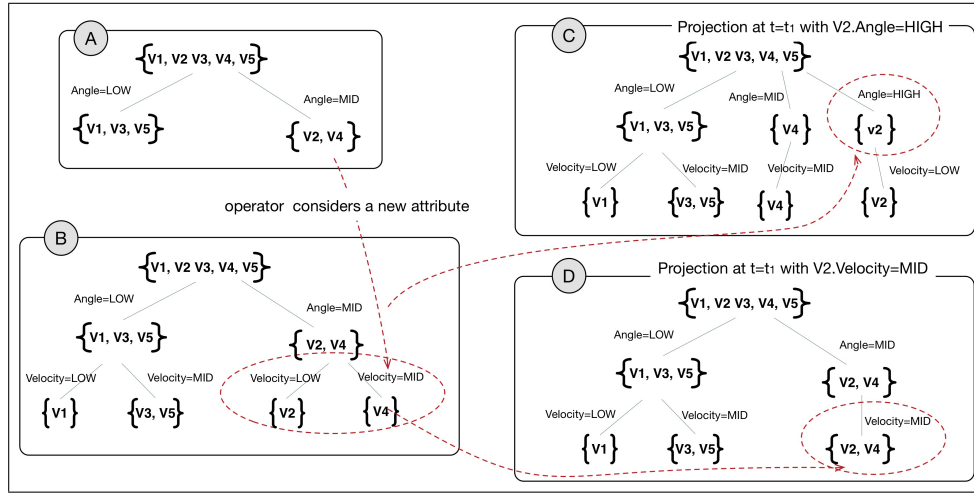 A
{V1, V2 V3, V4, V5}
Angle=LOW
Angle=MID
{V1, V3, V5}
{V2, V4}
operator considers a new attribute
B
{V1, V2 V3, V4, V5}
Angle=LOW
Angle=MID
{V1, V3, V5}
{V2, V4}
Velocity=LOW
Velocity=MID
Velocity=LOW
Velocity=MID
{V1}
{V3, V5}
{V2}
{V4}
C
Projection at t=t1 with V2.Angle=HIGH
{V1, V2 V3, V4, V5}
Angle=LOW
Angle=MID
Angle=HIGH
{V1, V3, V5}
{V4}
{v2}
Velocity=LOW
Velocity=MID
Velocity=MID
Velocity=LOW
{V1}
{V3, V5}
{V4}
{V2}
D
Projection at t=t1 with V2.Velocity=MID
{V1, V2 V3, V4, V5}
Angle=LOW
Angle=MID
{V1, V3, V5}
{V2, V4}
Velocity=LOW
Velocity=MID
Velocity=MID
{V1}
{V3, V5}
{V2, V4}